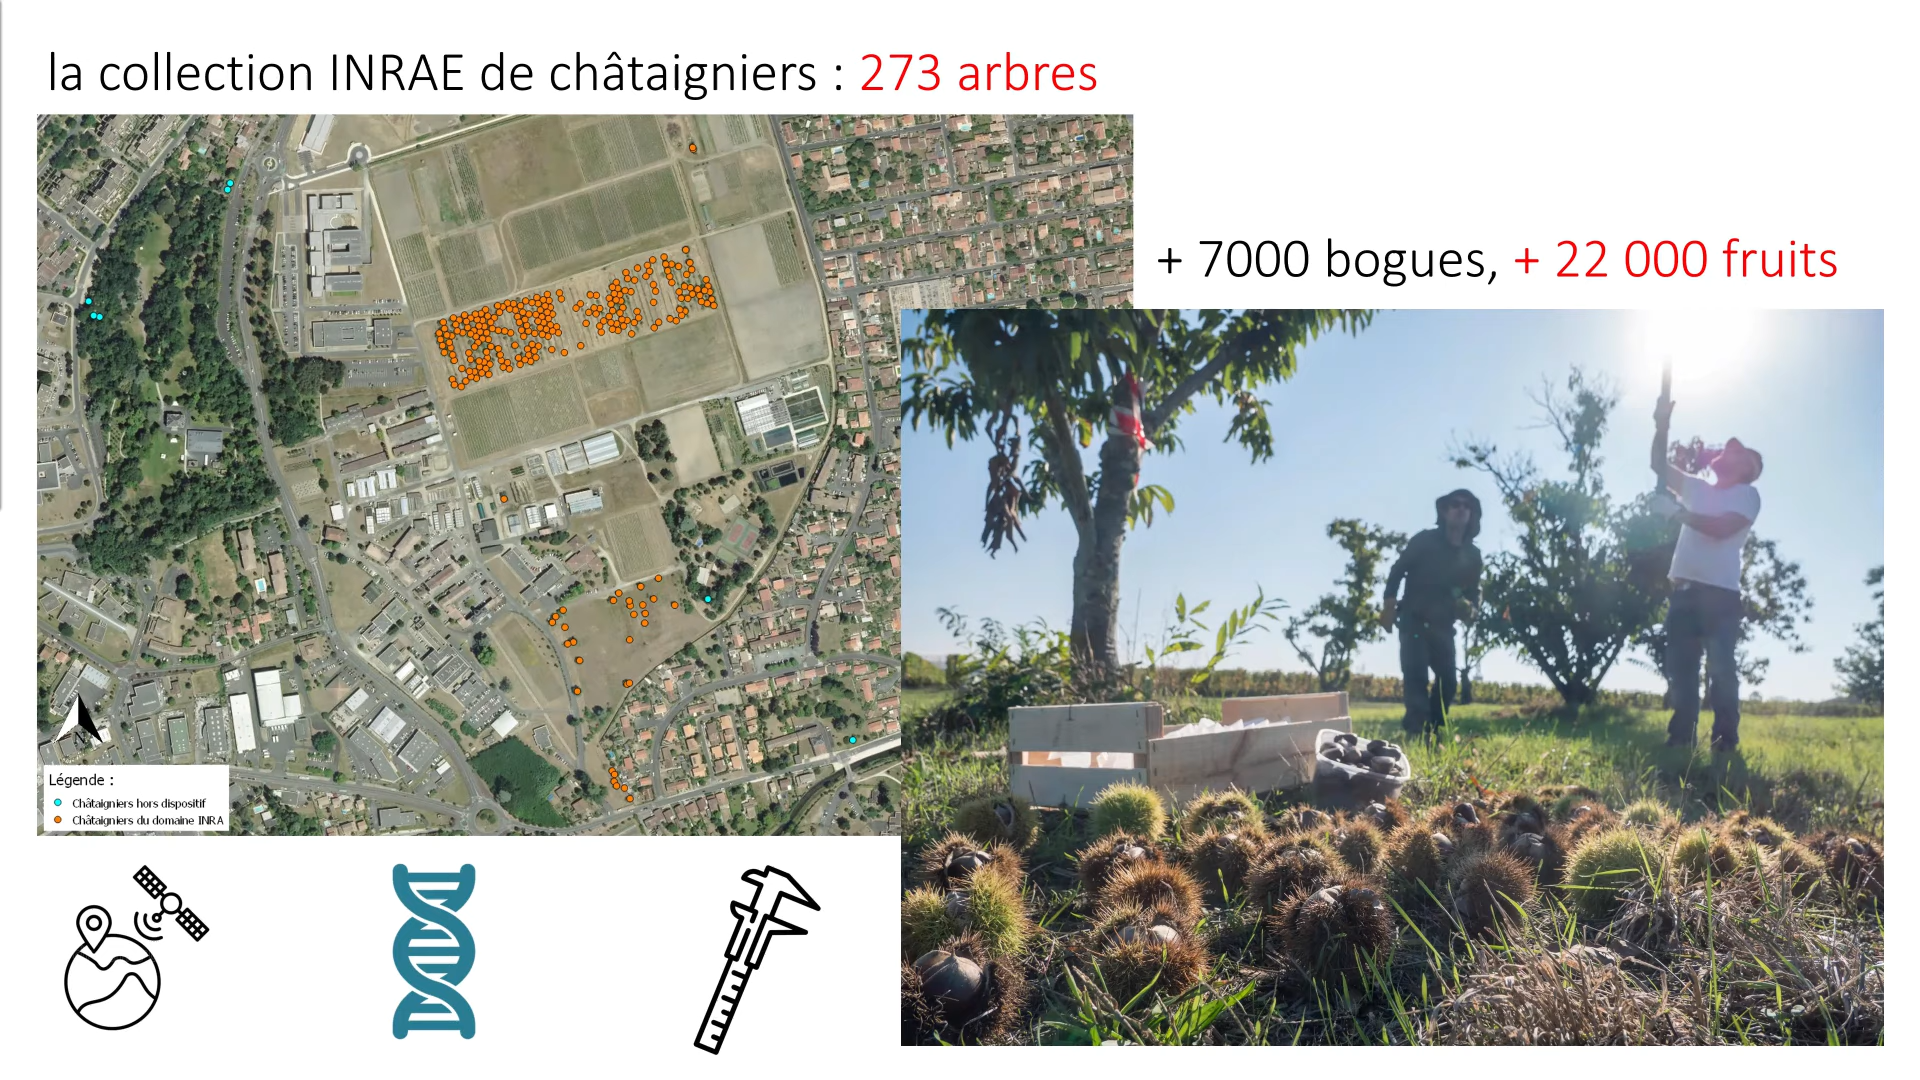 la collection INRAE de châtaigniers : 273 arbres
+ 7000 bogues, + 22 000 fruits
N
Légende :
Châtaigniers hors dispositif
Châtaigniers du domaine INRA